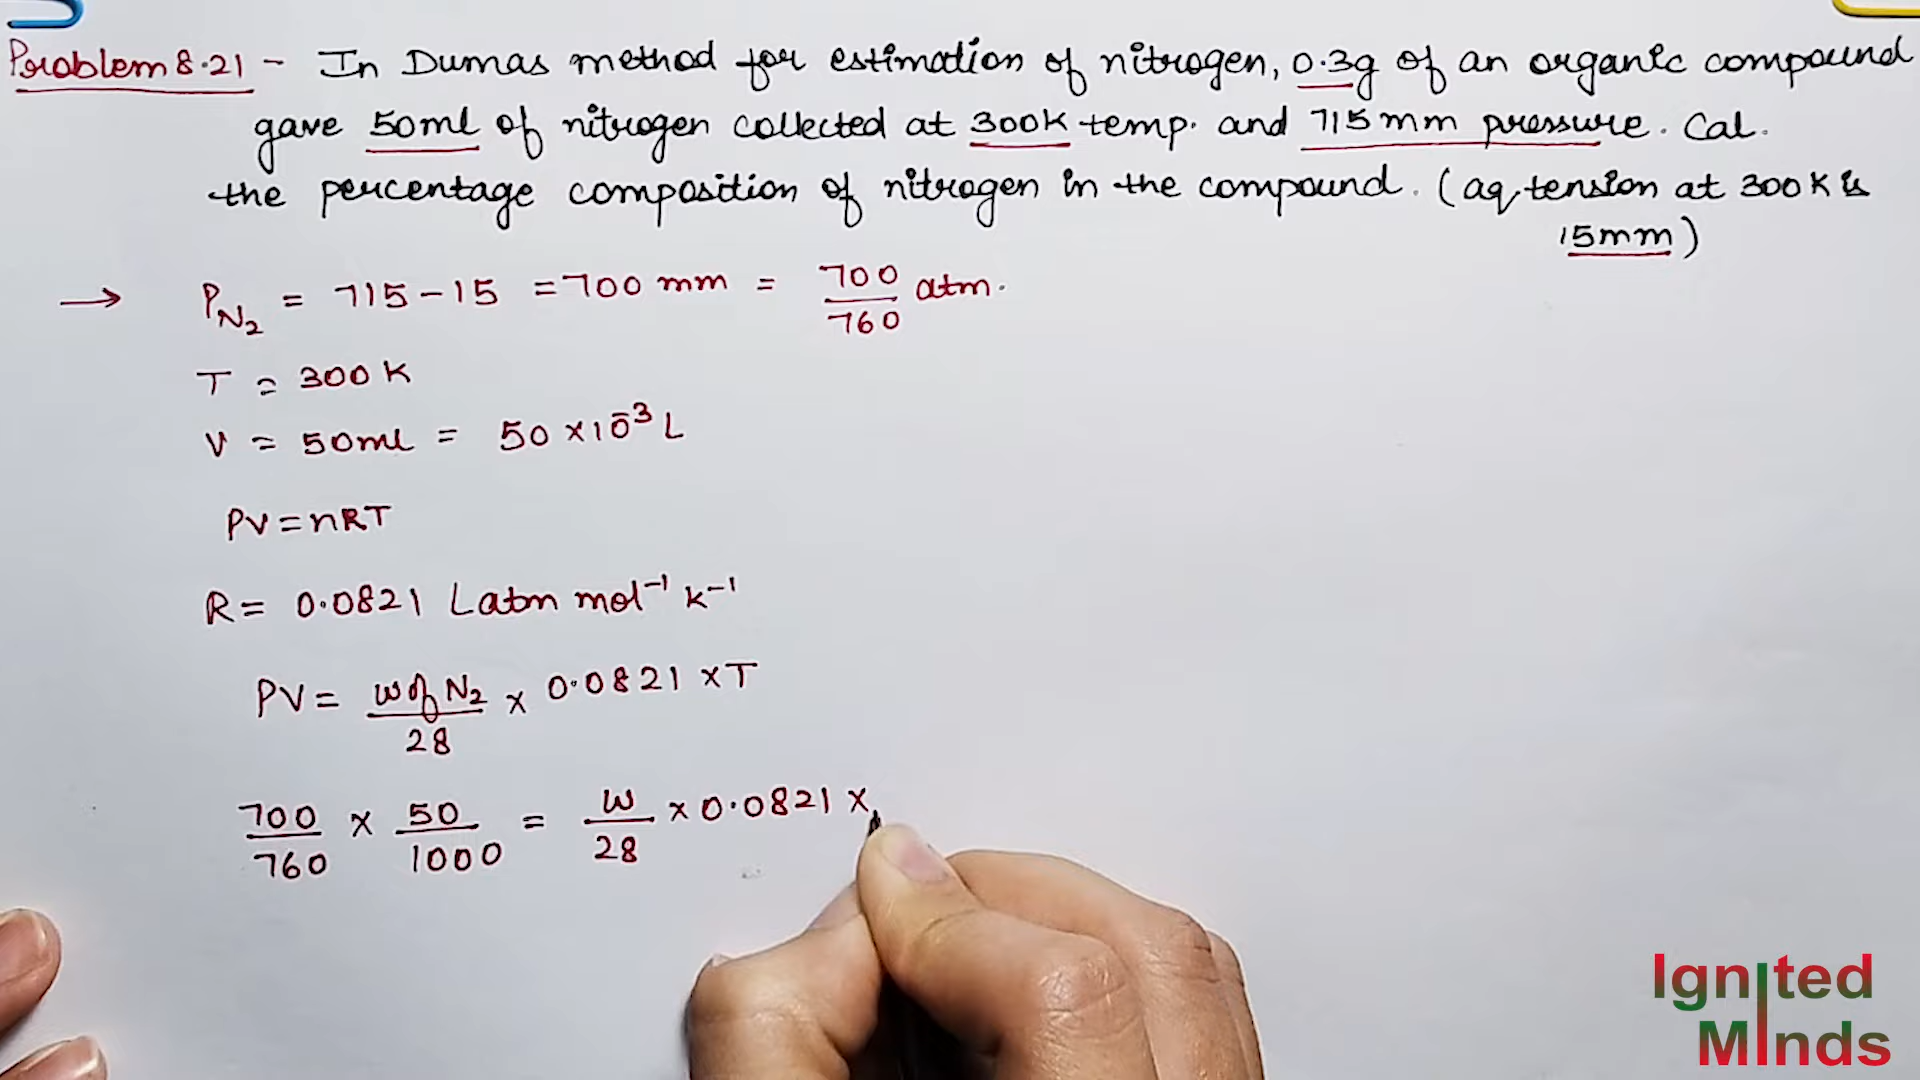 Problem 8.21 - In Dumas method for estimation of nitrogen, 0.3g of an organic compound
gave 50ml of nitrogen collected at 300K temp. and 715mm pressure. Cal.
the percentage composition of nitrogen in the compound. (aq. tension at 300K is
15mm)
→ P_N₂ = 715 - 15 = 700 mm = 700/760 atm.
T = 300 K
V = 50ml = 50 × 10⁻³ L
PV = nRT
R = 0.0821 L atm mol⁻¹ K⁻¹
PV = w of N₂/28 × 0.0821 × T
700/760 × 50/1000 = w/28 × 0.0821 ×
Ignited
Minds